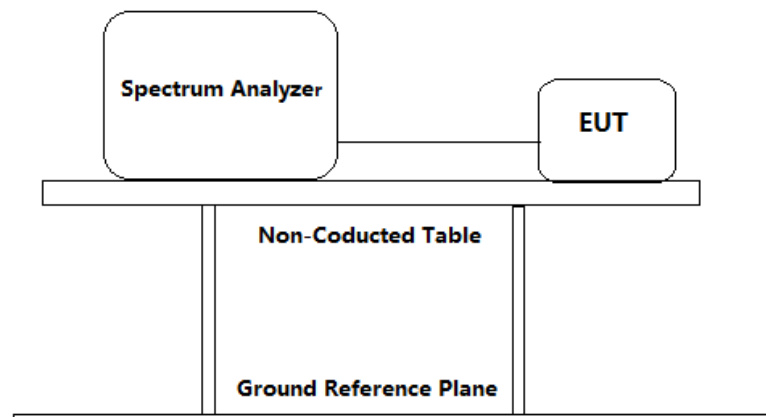 Spectrum Analyzer
EUT
Non-Coducted Table
Ground Reference Plane